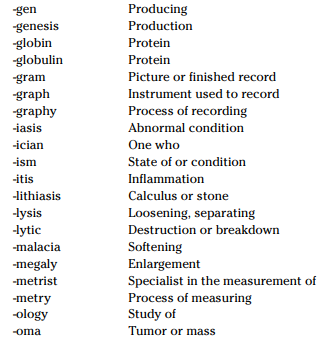 -gen Producing
-genesis Production
-globin Protein
-globulin Protein
-gram Picture or finished record
-graph Instrument used to record
-graphy Process of recording
-iasis Abnormal condition
-ician One who
-ism State of or condition
-itis Inflammation
-lithiasis Calculus or stone
-lysis Loosening, separating
-lytic Destruction or breakdown
-malacia Softening
-megaly Enlargement
-metrist Specialist in the measurement of
-metry Process of measuring
-ology Study of
-oma Tumor or mass